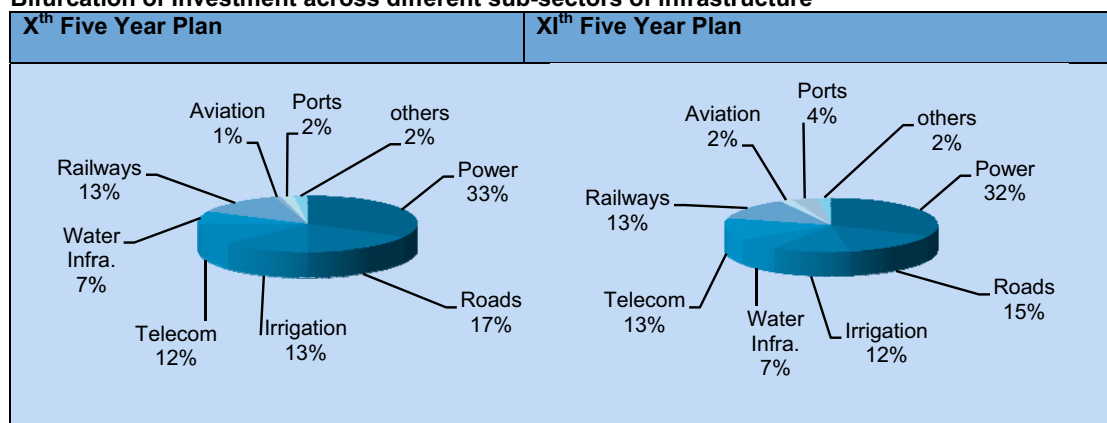 Bifurcation of investment across different sub-sectors of infrastructure
Xth Five Year Plan
XIth Five Year Plan
Aviation
1%
Ports
2%
others
2%
Power
33%
Roads
17%
Irrigation
13%
Telecom
12%
Water
Infra.
7%
Railways
13%
Aviation
2%
Ports
4%
others
2%
Power
32%
Roads
15%
Irrigation
12%
Water
Infra.
7%
Telecom
13%
Railways
13%